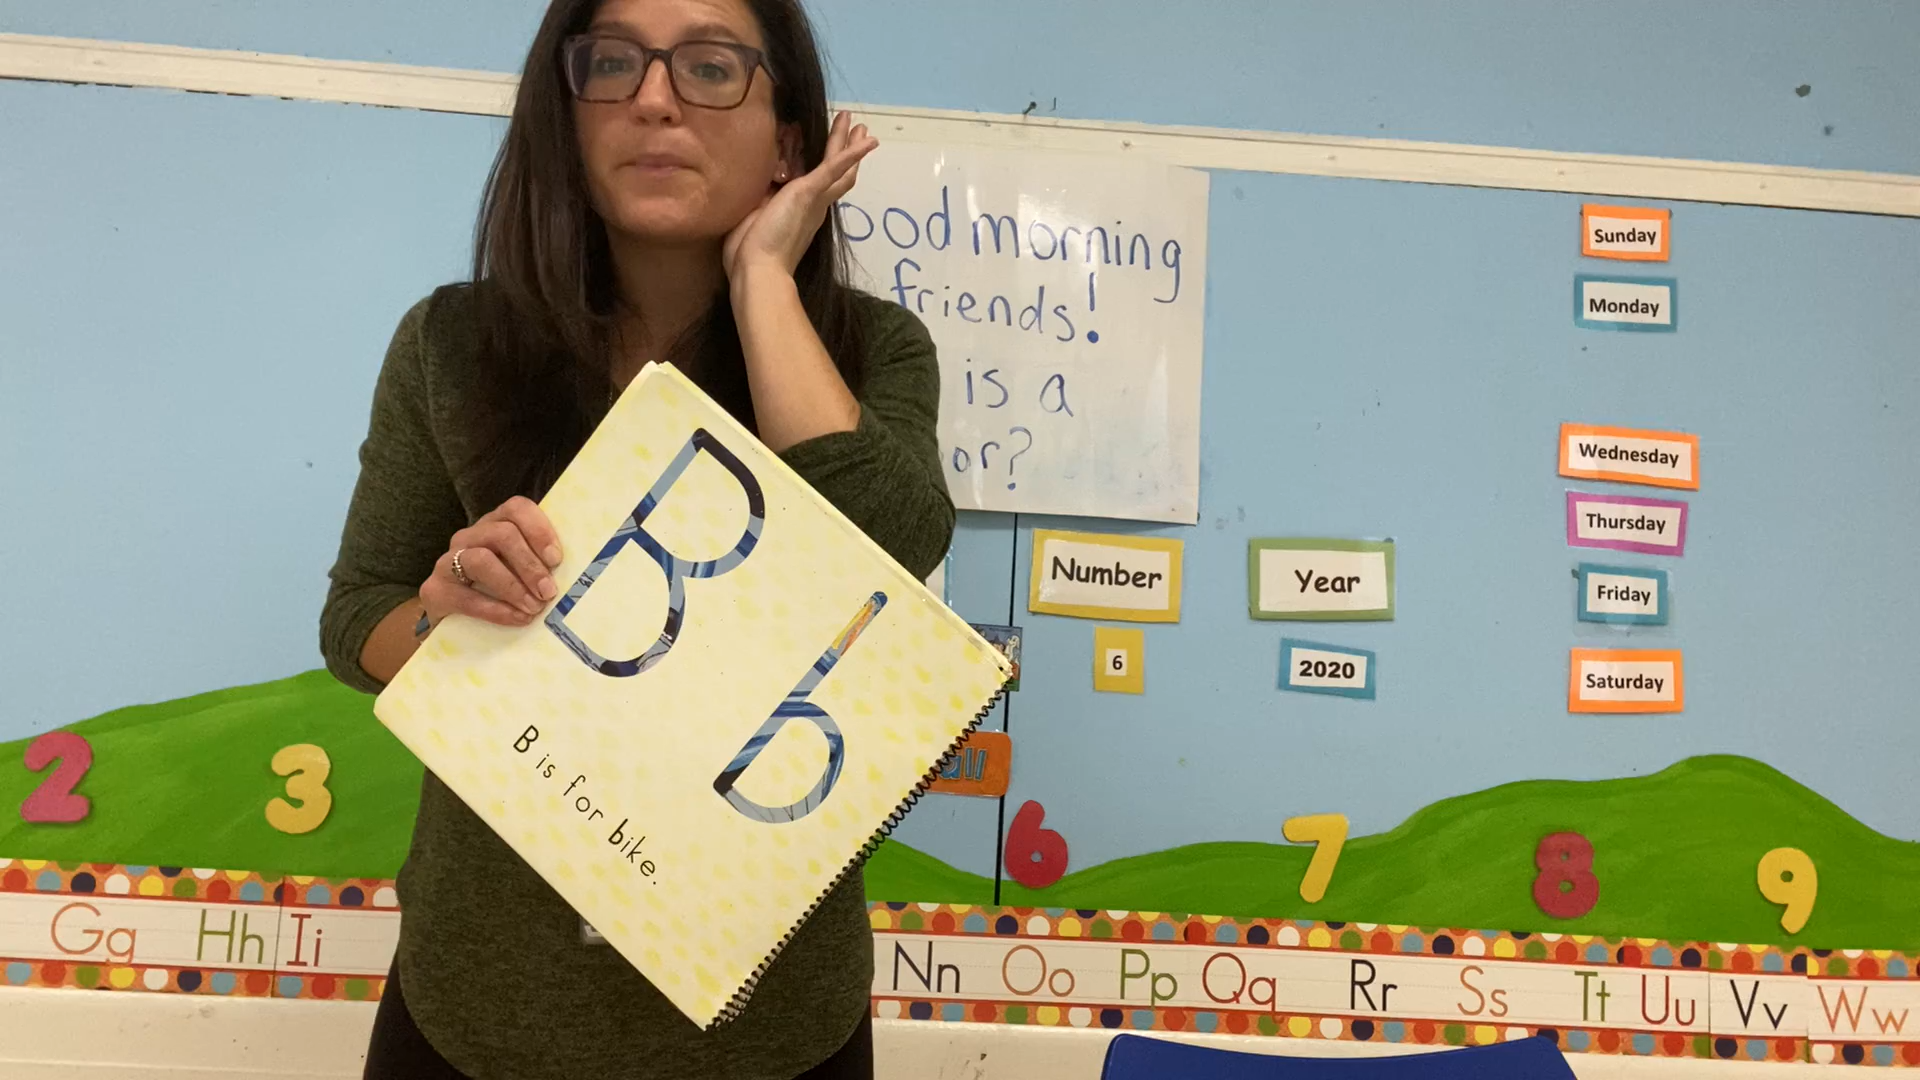 ood morning
friends!
is a
or?
Sunday
Monday
Wednesday
Thursday
Friday
Saturday
Number
6
Year
2020
B b
B is for bike.
all
2 3 6 7 8 9
Gg Hh Ii Nn Oo Pp Qq Rr Ss Tt Uu Vv Ww